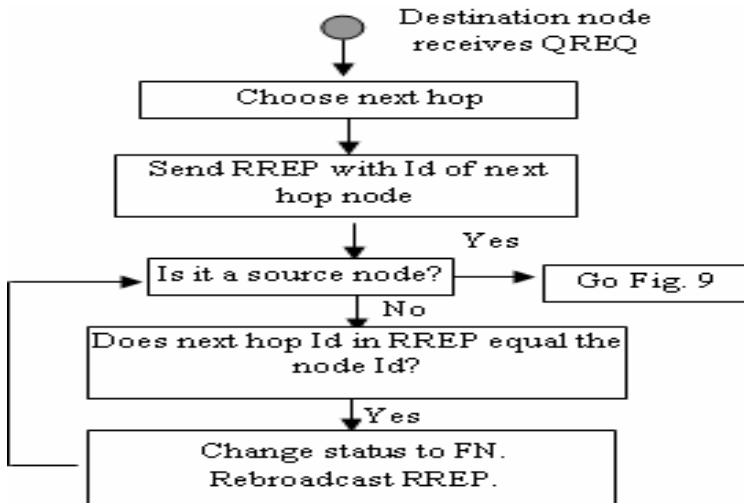 Destination node
receives QREQ
Choose next hop
Send RREP with Id of next
hop node
Yes
Is it a source node?
Go Fig. 9
No
Does next hop Id in RREP equal the
node Id?
Yes
Change status to FN.
Rebroadcast RREP.